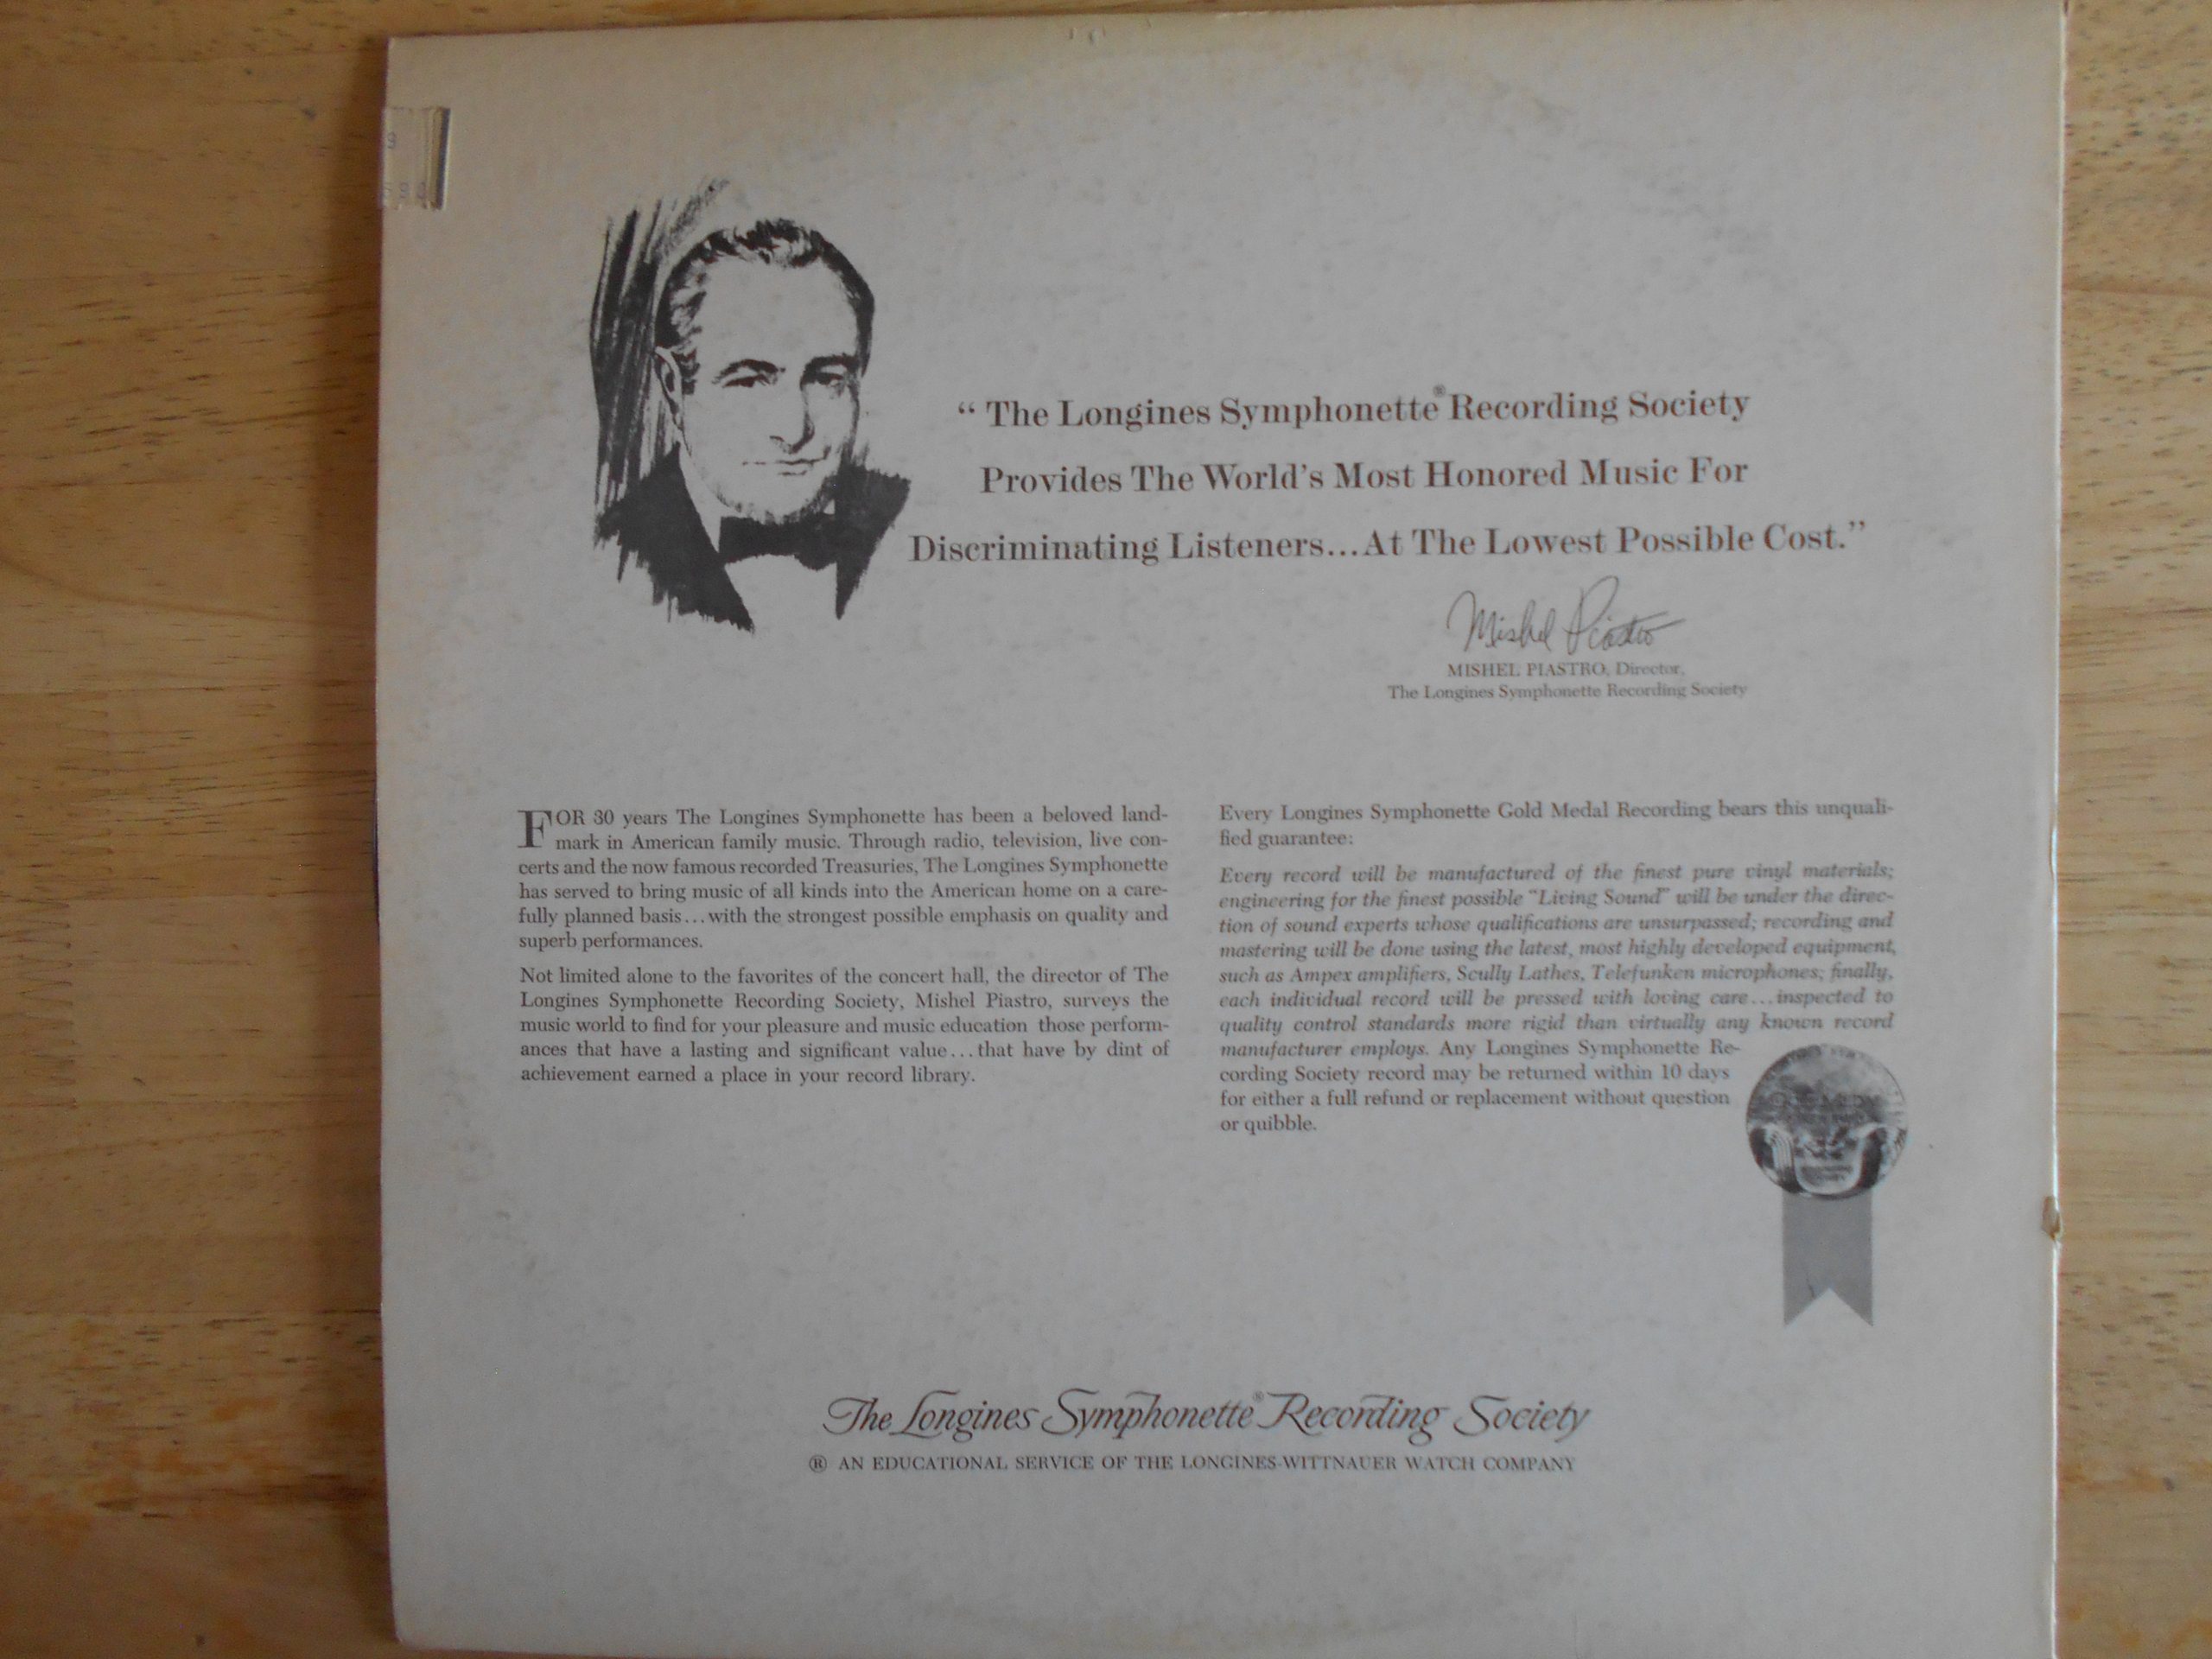 “ The Longines Symphonette® Recording Society
Provides The World’s Most Honored Music For
Discriminating Listeners...At The Lowest Possible Cost.”
Mishel Piastro
MISHEL PIASTRO, Director,
The Longines Symphonette Recording Society
FOR 30 years The Longines Symphonette has been a beloved land-
mark in American family music. Through radio, television, live con-
certs and the now famous recorded Treasuries, The Longines Symphonette
has served to bring music of all kinds into the American home on a care-
fully planned basis...with the strongest possible emphasis on quality and
superb performances.
Not limited alone to the favorites of the concert hall, the director of The
Longines Symphonette Recording Society, Mishel Piastro, surveys the
music world to find for your pleasure and music education those perform-
ances that have a lasting and significant value...that have by dint of
achievement earned a place in your record library.
Every Longines Symphonette Gold Medal Recording bears this unquali-
fied guarantee:
Every record will be manufactured of the finest pure vinyl materials;
engineering for the finest possible “Living Sound” will be under the direc-
tion of sound experts whose qualifications are unsurpassed; recording and
mastering will be done using the latest, most highly developed equipment,
such as Ampex amplifiers, Scully Lathes, Telefunken microphones; finally,
each individual record will be pressed with loving care...inspected to
quality control standards more rigid than virtually any known record
manufacturer employs. Any Longines Symphonette Re-
cording Society record may be returned within 10 days
for either a full refund or replacement without question
or quibble.
The Longines Symphonette® Recording Society
® AN EDUCATIONAL SERVICE OF THE LONGINES-WITTNAUER WATCH COMPANY